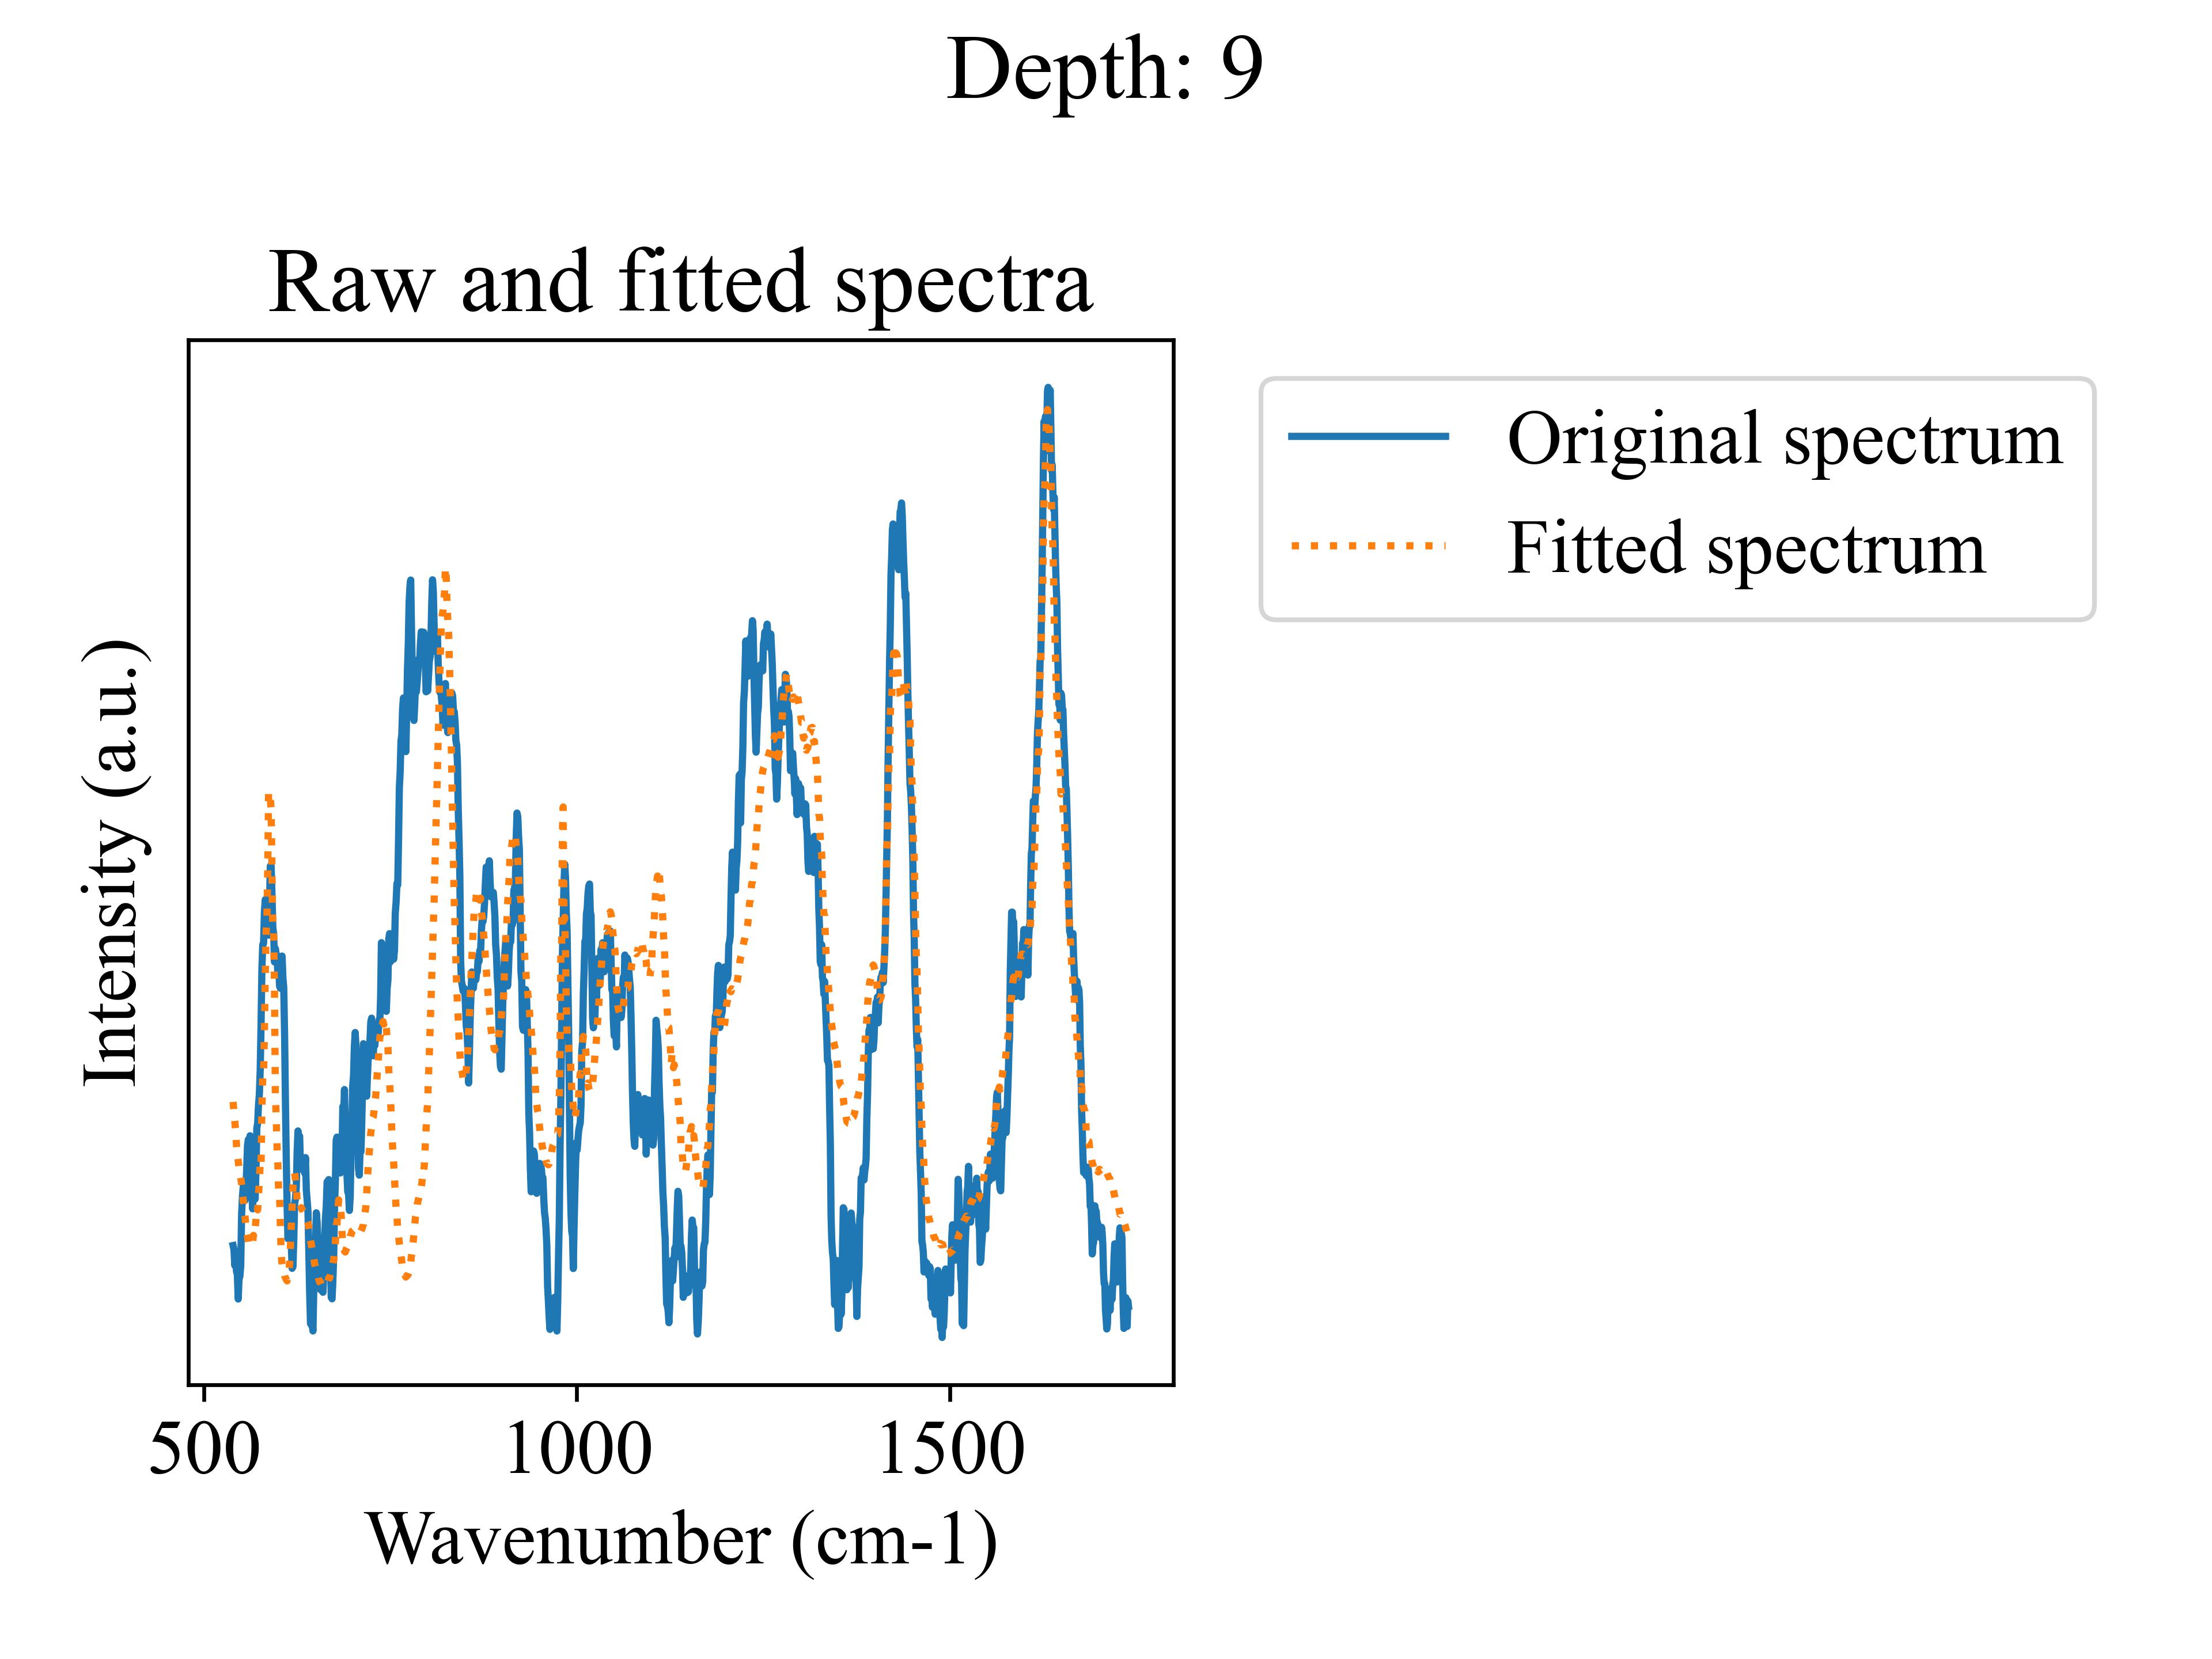 Depth: 9
Raw and fitted spectra
Original spectrum
Fitted spectrum
Intensity (a.u.)
500 1000 1500
Wavenumber (cm-1)